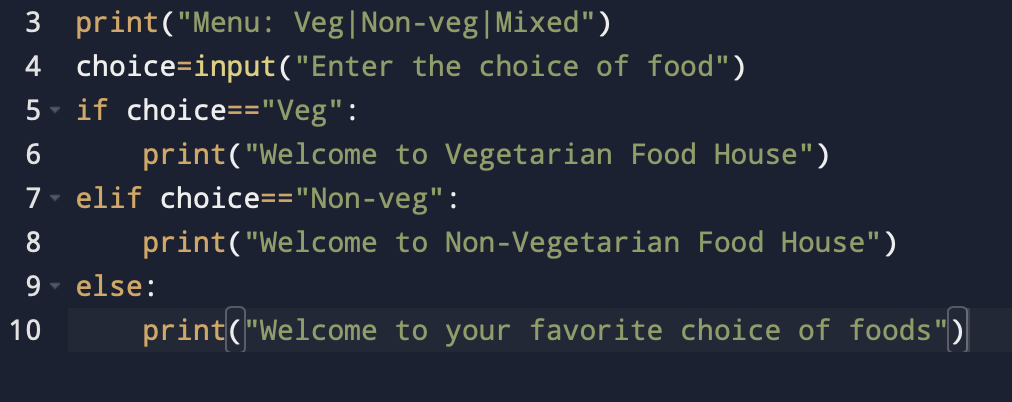 3 print("Menu: Veg|Non-veg|Mixed")
4 choice=input("Enter the choice of food")
5 if choice=="Veg":
6     print("Welcome to Vegetarian Food House")
7 elif choice=="Non-veg":
8     print("Welcome to Non-Vegetarian Food House")
9 else:
10     print("Welcome to your favorite choice of foods")